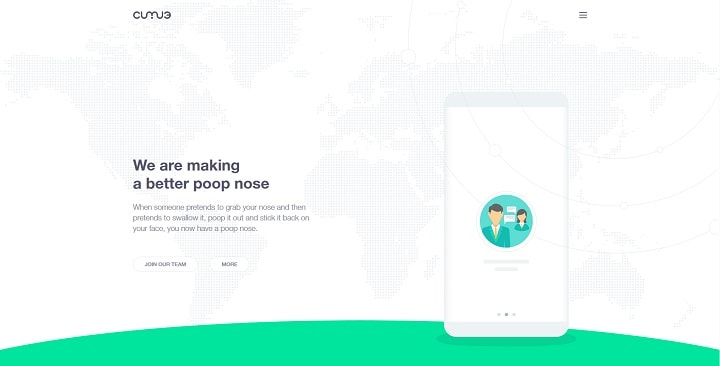 We are making
a better poop nose
When someone pretends to grab your nose and then
pretends to swallow it, poop it out and stick it back on
your face, you now have a poop nose.
JOIN OUR TEAM
MORE